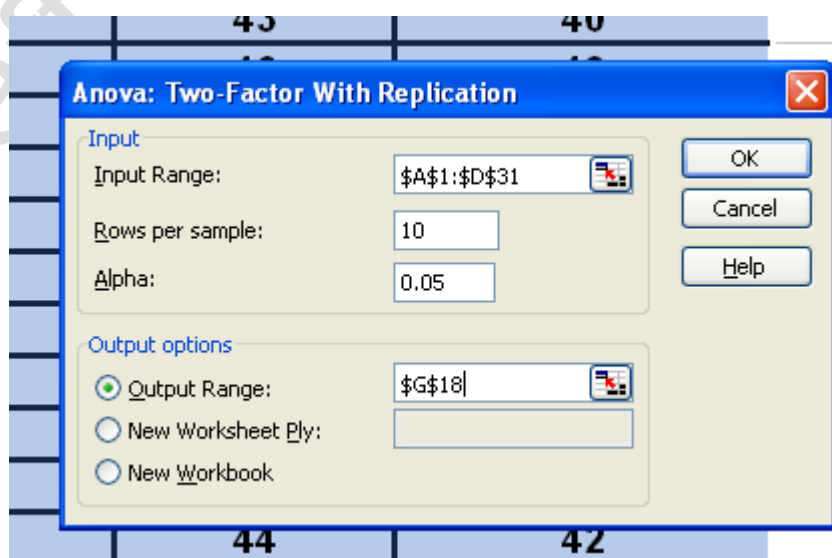 43 40
Anova: Two-Factor With Replication
Input
Input Range: $A$1:$D$31
Rows per sample: 10
Alpha: 0.05
OK
Cancel
Help
Output options
Output Range: $G$18
New Worksheet Ply:
New Workbook
44 42